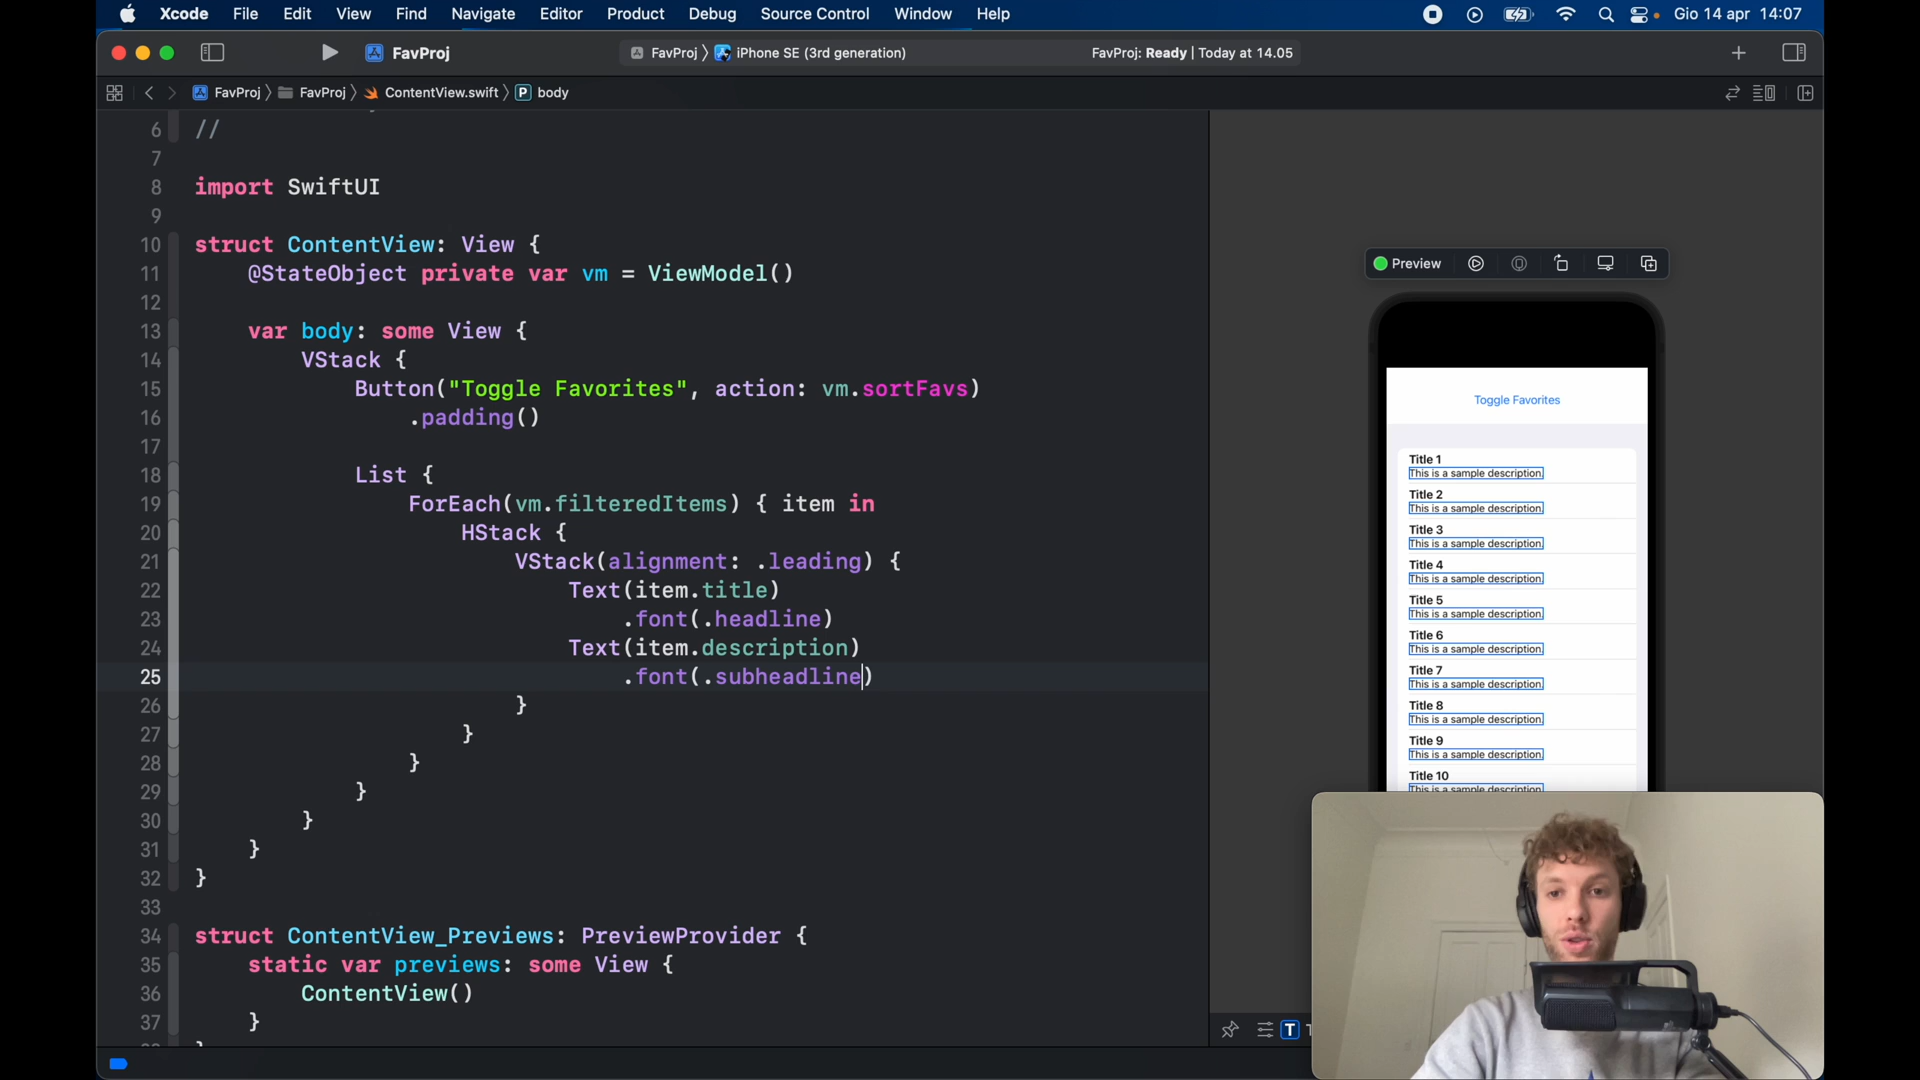 Xcode File Edit View Find Navigate Editor Product Debug Source Control Window Help Gio 14 apr 14:07
FavProj FavProj 〉 iPhone SE (3rd generation) FavProj: Ready | Today at 14.05
FavProj 〉 FavProj 〉 ContentView.swift 〉 P body
6 //
7
8 import SwiftUI
9
10 struct ContentView: View {
11 @StateObject private var vm = ViewModel()
12
13 var body: some View {
14 VStack {
15 Button("Toggle Favorites", action: vm.sortFavs)
16 .padding()
17
18 List {
19 ForEach(vm.filteredItems) { item in
20 HStack {
21 VStack(alignment: .leading) {
22 Text(item.title)
23 .font(.headline)
24 Text(item.description)
25 .font(.subheadline)
26 }
27 }
28 }
29 }
30 }
31 }
32 }
33
34 struct ContentView_Previews: PreviewProvider {
35 static var previews: some View {
36 ContentView()
37 }
Preview
Toggle Favorites
Title 1
This is a sample description.
Title 2
This is a sample description.
Title 3
This is a sample description.
Title 4
This is a sample description.
Title 5
This is a sample description.
Title 6
This is a sample description.
Title 7
This is a sample description.
Title 8
This is a sample description.
Title 9
This is a sample description.
Title 10
This is a sample description.
T